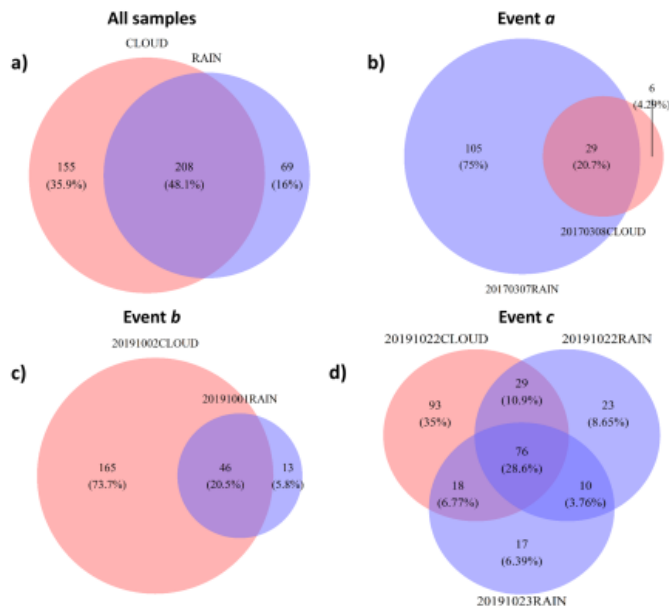 All samples
CLOUD
RAIN
a)
155
(35.9%)
208
(48.1%)
69
(16%)
Event a
b)
6
(4.29%)
105
(75%)
29
(20.7%)
20170308CLOUD
20170307RAIN
Event b
20191002CLOUD
c)
20191001RAIN
165
(73.7%)
46
(20.5%)
13
(5.8%)
Event c
20191022CLOUD
20191022RAIN
d)
29
(10.9%)
93
(35%)
23
(8.65%)
76
(28.6%)
18
(6.77%)
10
(3.76%)
17
(6.39%)
20191023RAIN